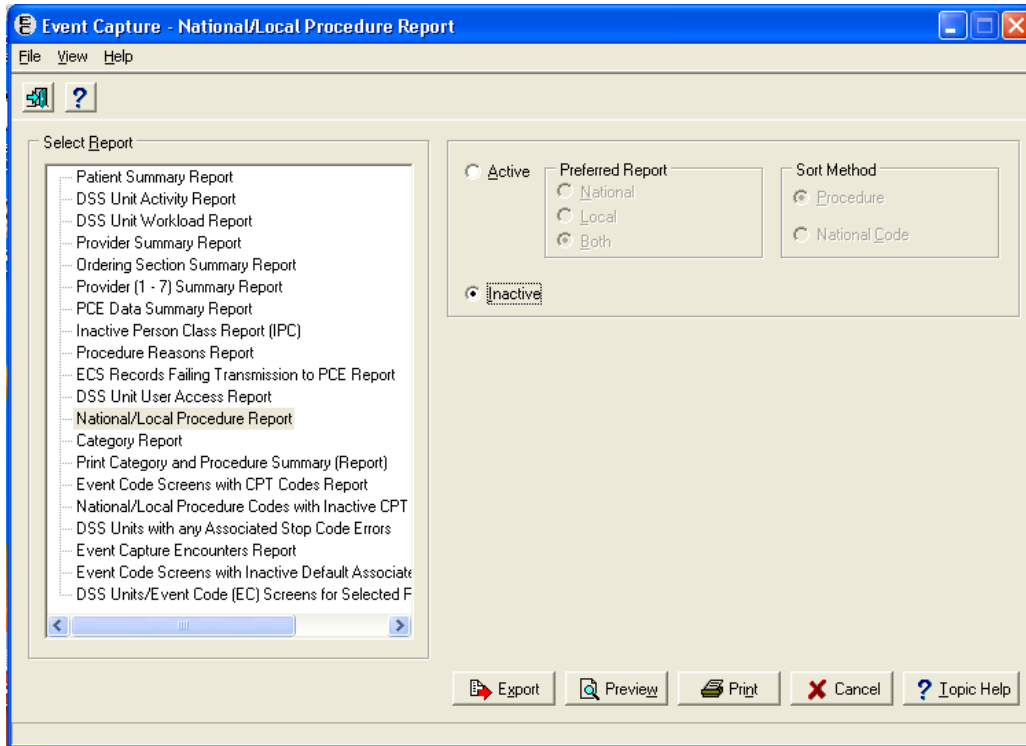 Event Capture - National/Local Procedure Report
File View Help
Select Report
Patient Summary Report
DSS Unit Activity Report
DSS Unit Workload Report
Provider Summary Report
Ordering Section Summary Report
Provider (1 - 7) Summary Report
PCE Data Summary Report
Inactive Person Class Report (IPC)
Procedure Reasons Report
ECS Records Failing Transmission to PCE Report
DSS Unit User Access Report
National/Local Procedure Report
Category Report
Print Category and Procedure Summary (Report)
Event Code Screens with CPT Codes Report
National/Local Procedure Codes with Inactive CPT
DSS Units with any Associated Stop Code Errors
Event Capture Encounters Report
Event Code Screens with Inactive Default Associate
DSS Units/Event Code (EC) Screens for Selected F
Active
Preferred Report
National
Local
Both
Sort Method
Procedure
National Code
Inactive
Export Preview Print Cancel ? Topic Help